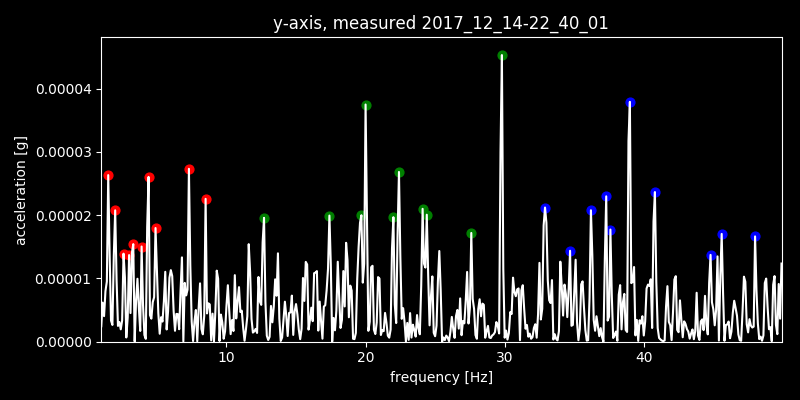 y-axis, measured 2017_12_14-22_40_01
acceleration [g]
0.00004
0.00003
0.00002
0.00001
0.00000
10 20 30 40
frequency [Hz]